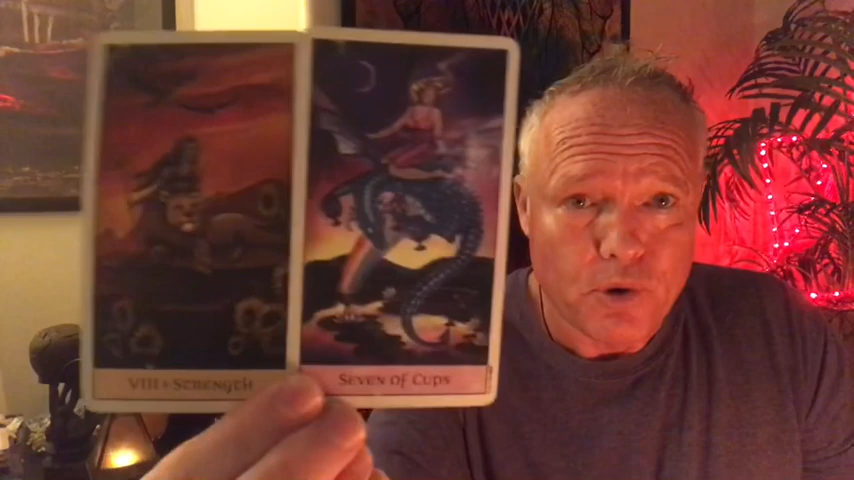 VIII • Strength
Seven of Cups